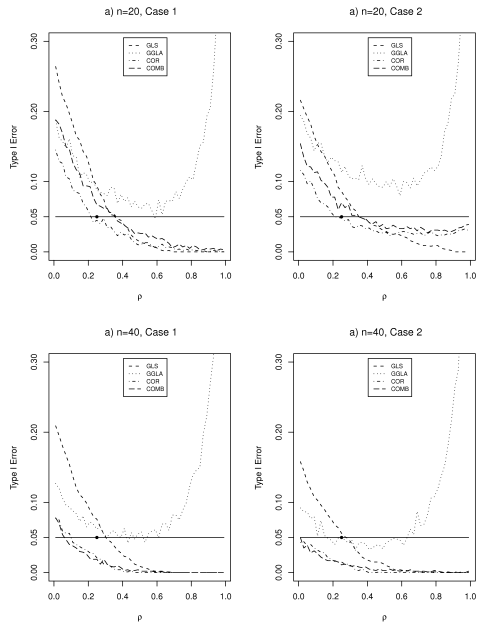 a) n=20, Case 1
Type I Error
0.00 0.05 0.10 0.20 0.30
GLS
GGLA
COR
COMB
0.0 0.2 0.4 0.6 0.8 1.0
ρ
a) n=20, Case 2
Type I Error
0.00 0.05 0.10 0.20 0.30
GLS
GGLA
COR
COMB
0.0 0.2 0.4 0.6 0.8 1.0
ρ
a) n=40, Case 1
Type I Error
0.00 0.05 0.10 0.20 0.30
GLS
GGLA
COR
COMB
0.0 0.2 0.4 0.6 0.8 1.0
ρ
a) n=40, Case 2
Type I Error
0.00 0.05 0.10 0.20 0.30
GLS
GGLA
COR
COMB
0.0 0.2 0.4 0.6 0.8 1.0
ρ